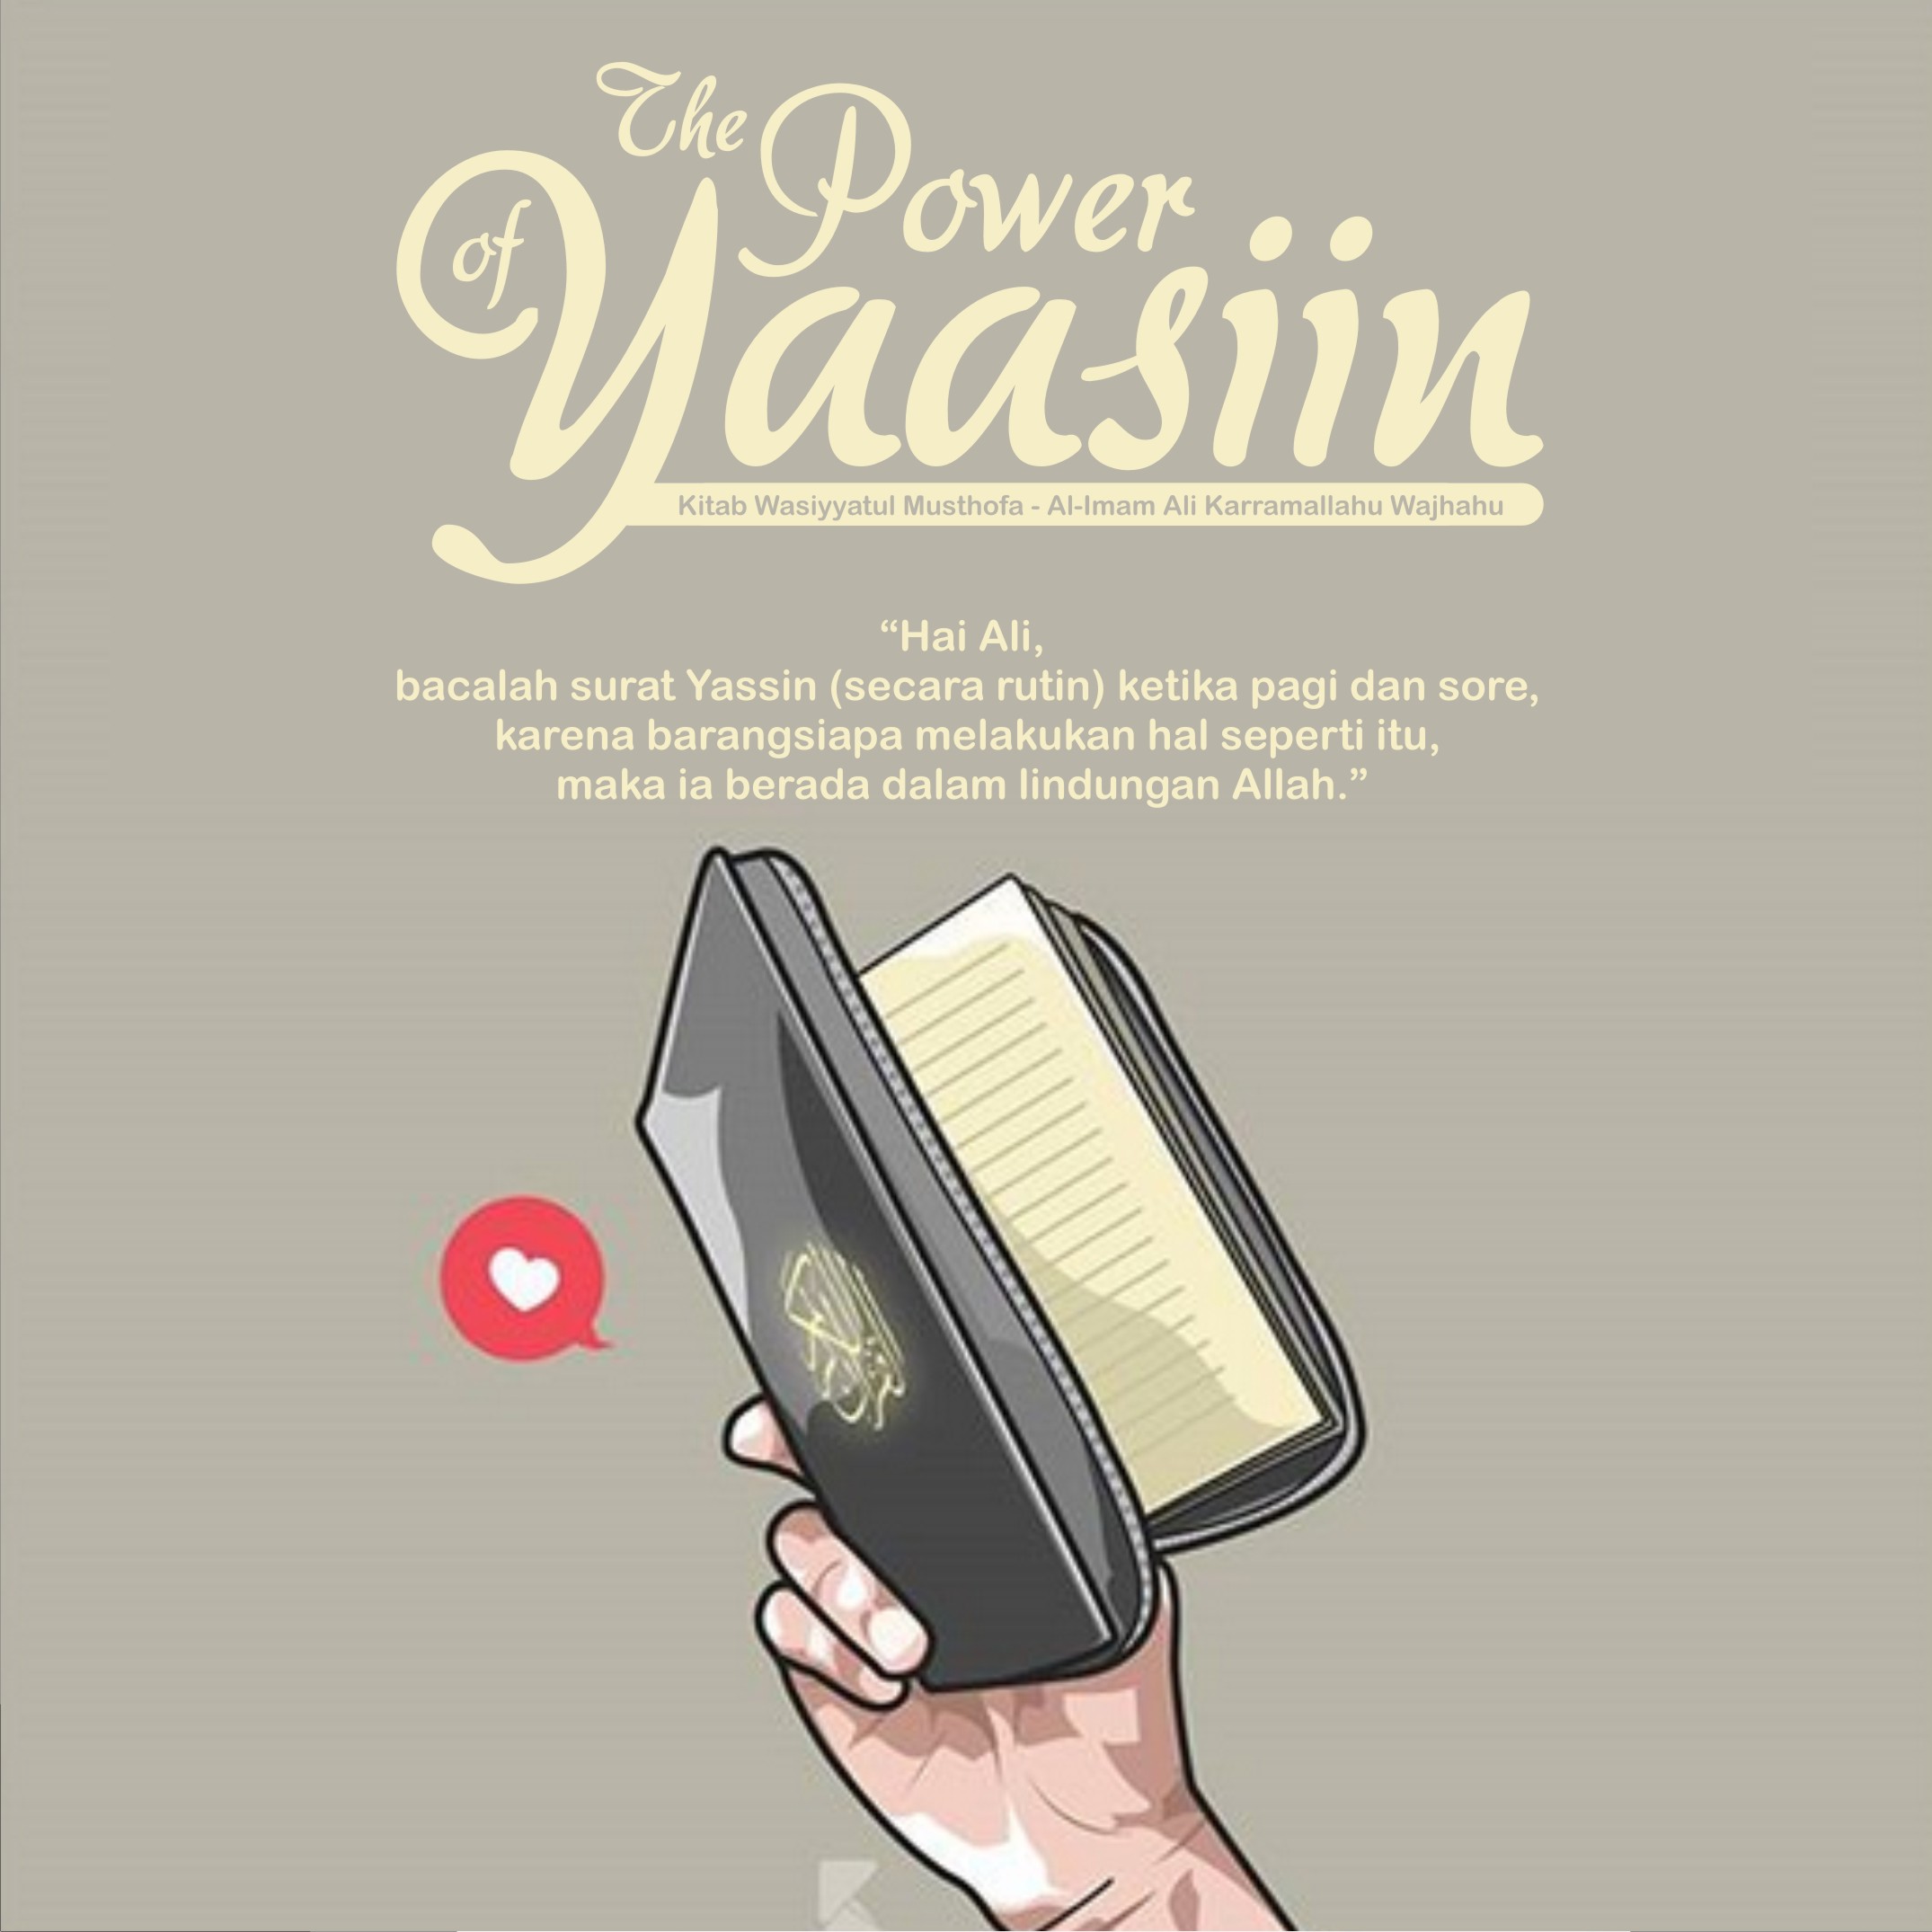 The Power
of Yaasiin
Kitab Wasiyyatul Musthofa - Al-Imam Ali Karramallahu Wajhahu
“Hai Ali,
bacalah surat Yassin (secara rutin) ketika pagi dan sore,
karena barangsiapa melakukan hal seperti itu,
maka ia berada dalam lindungan Allah.”